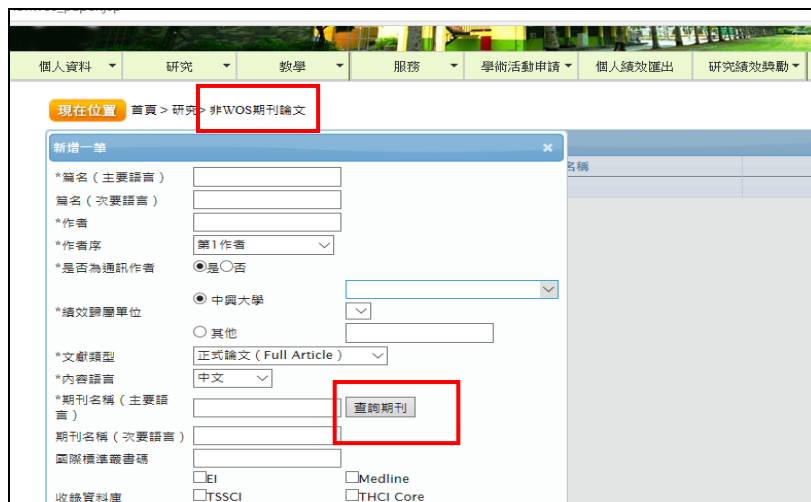 個人資料 研究 教學 服務 學術活動申請 個人績效匯出 研究績效獎勵
現在位置 首頁 > 研究 > 非WOS期刊論文
新增一筆 ×
名稱
*篇名（主要語言）
篇名（次要語言）
*作者
*作者序 第1作者
*是否為通訊作者 是 否
*績效歸屬單位 中興大學
其他
*文獻類型 正式論文（Full Article）
*內容語言 中文
*期刊名稱（主要語
言） 查詢期刊
期刊名稱（次要語言）
國際標準叢書碼
EI Medline
收錄資料庫 TSSCI THCI Core